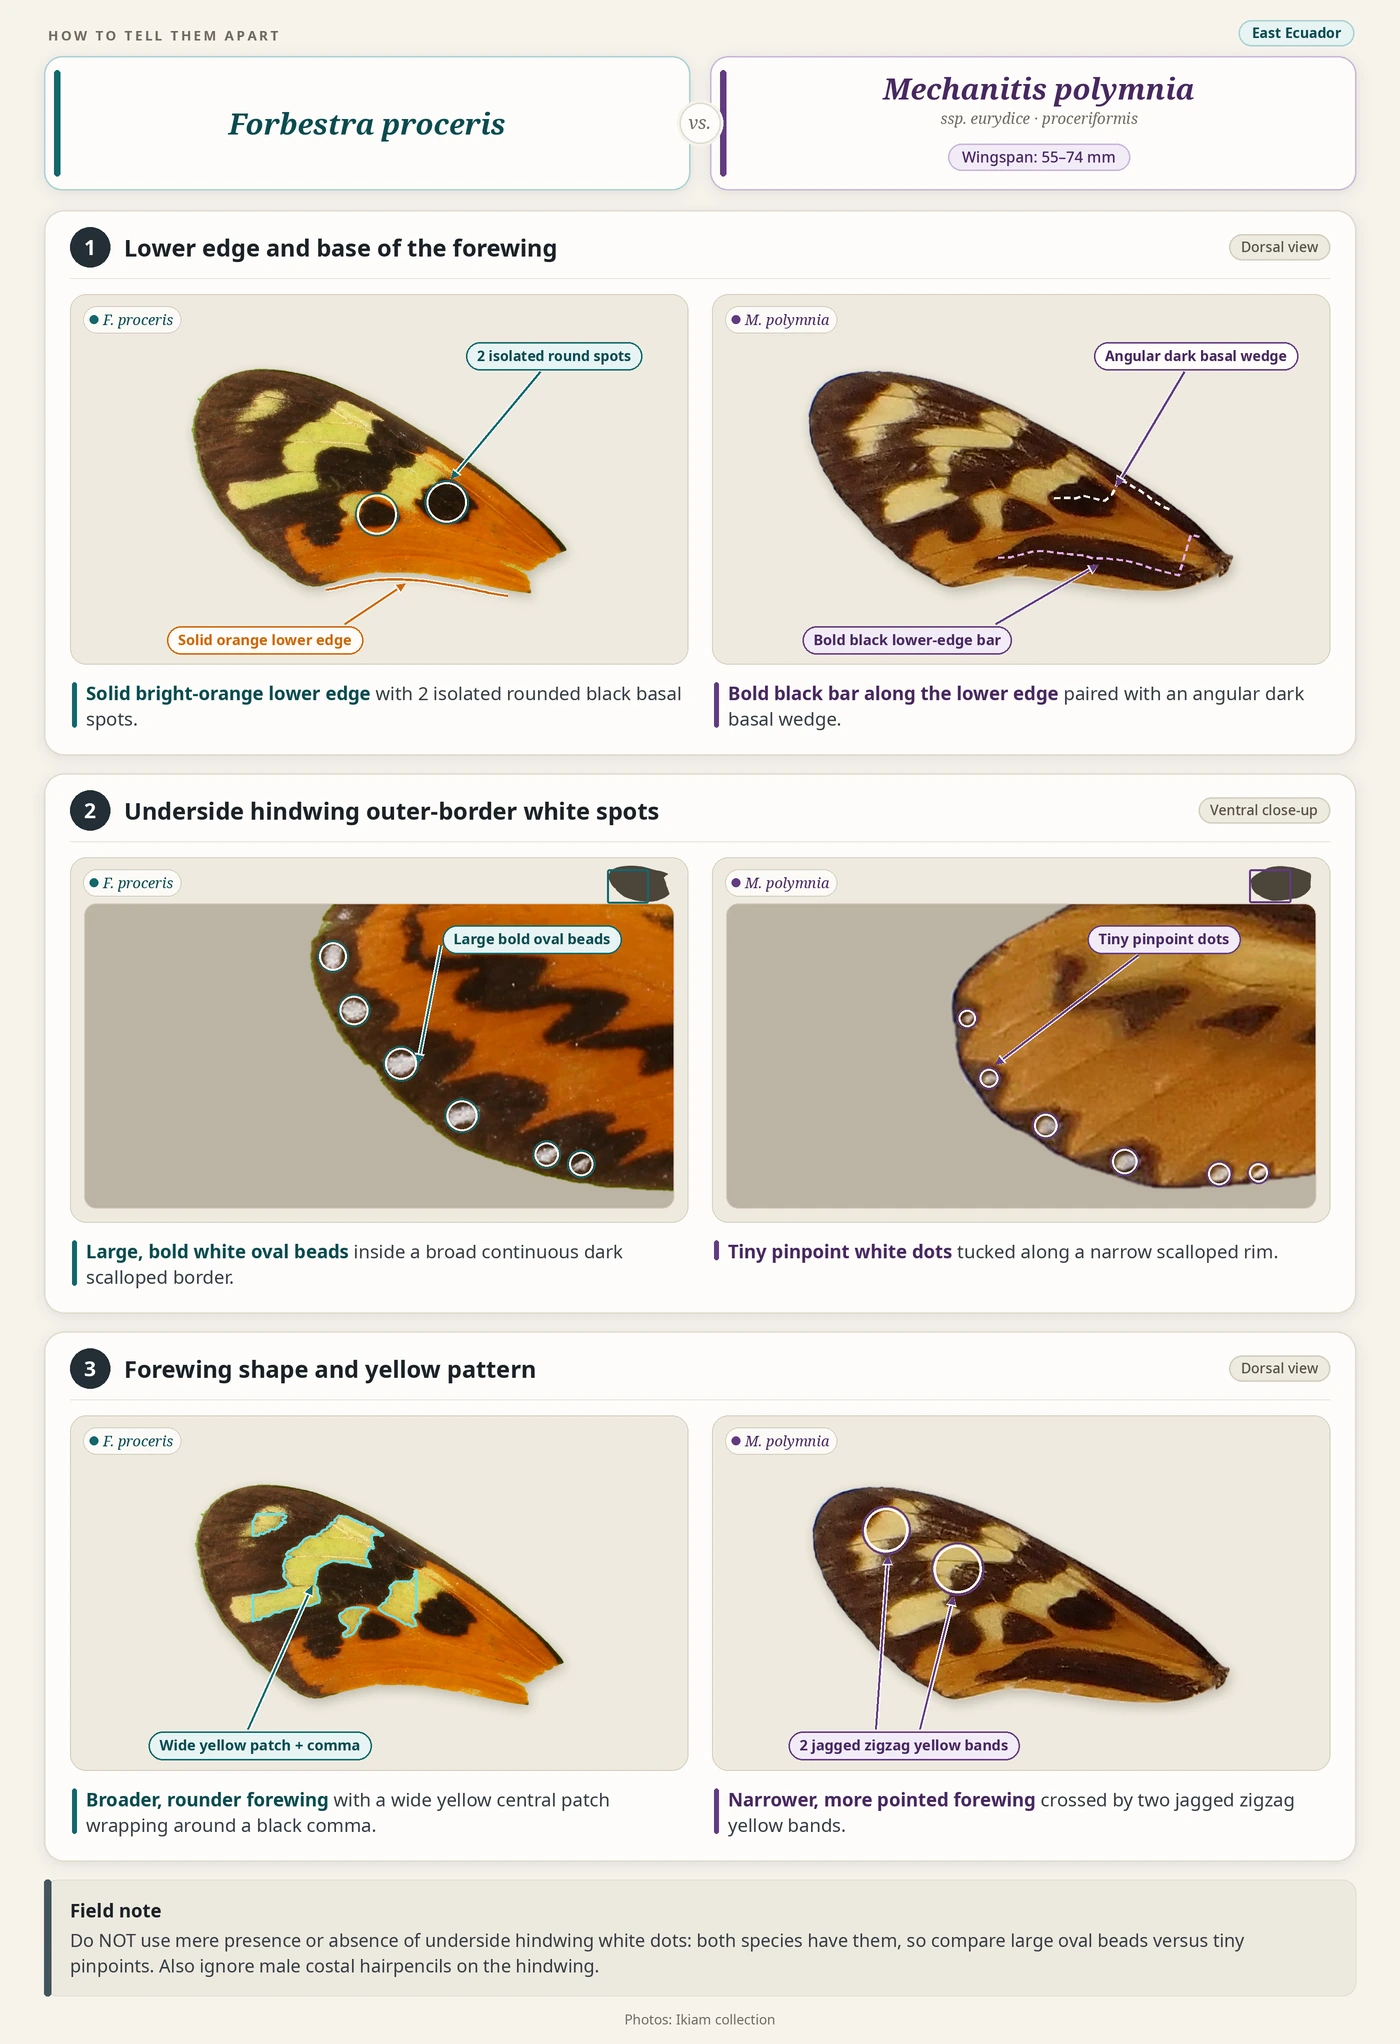 HOW TO TELL THEM APART
East Ecuador
Forbestra proceris
vs.
Mechanitis polymnia
ssp. eurydice · proceriformis
Wingspan: 55–74 mm
1
Lower edge and base of the forewing
Dorsal view
F. proceris
2 isolated round spots
Solid orange lower edge
M. polymnia
Angular dark basal wedge
Bold black lower-edge bar
Solid bright-orange lower edge with 2 isolated rounded black basal
spots.
Bold black bar along the lower edge paired with an angular dark
basal wedge.
2
Underside hindwing outer-border white spots
Ventral close-up
F. proceris
Large bold oval beads
M. polymnia
Tiny pinpoint dots
Large, bold white oval beads inside a broad continuous dark
scalloped border.
Tiny pinpoint white dots tucked along a narrow scalloped rim.
3
Forewing shape and yellow pattern
Dorsal view
F. proceris
Wide yellow patch + comma
M. polymnia
2 jagged zigzag yellow bands
Broader, rounder forewing with a wide yellow central patch
wrapping around a black comma.
Narrower, more pointed forewing crossed by two jagged zigzag
yellow bands.
Field note
Do NOT use mere presence or absence of underside hindwing white dots: both species have them, so compare large oval beads versus tiny
pinpoints. Also ignore male costal hairpencils on the hindwing.
Photos: Ikiam collection